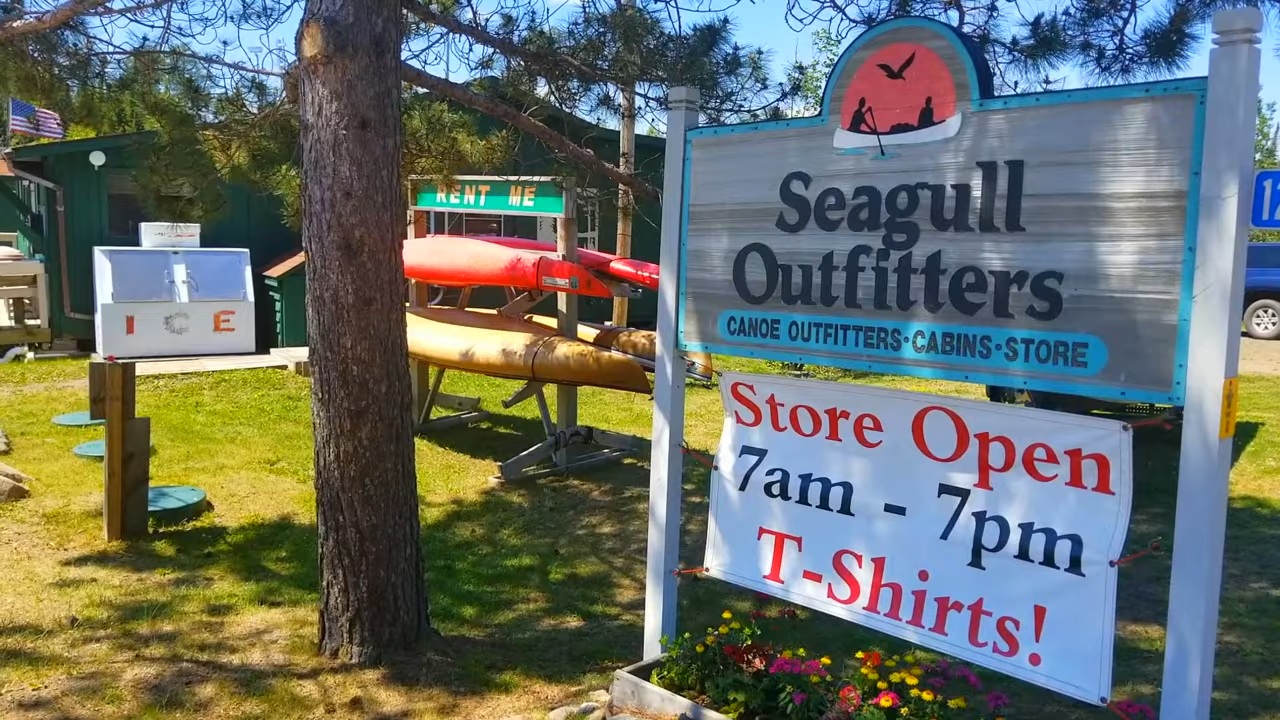 RENT ME
ICE
Seagull
Outfitters
CANOE OUTFITTERS·CABINS·STORE
Store Open
7am - 7pm
T-Shirts!